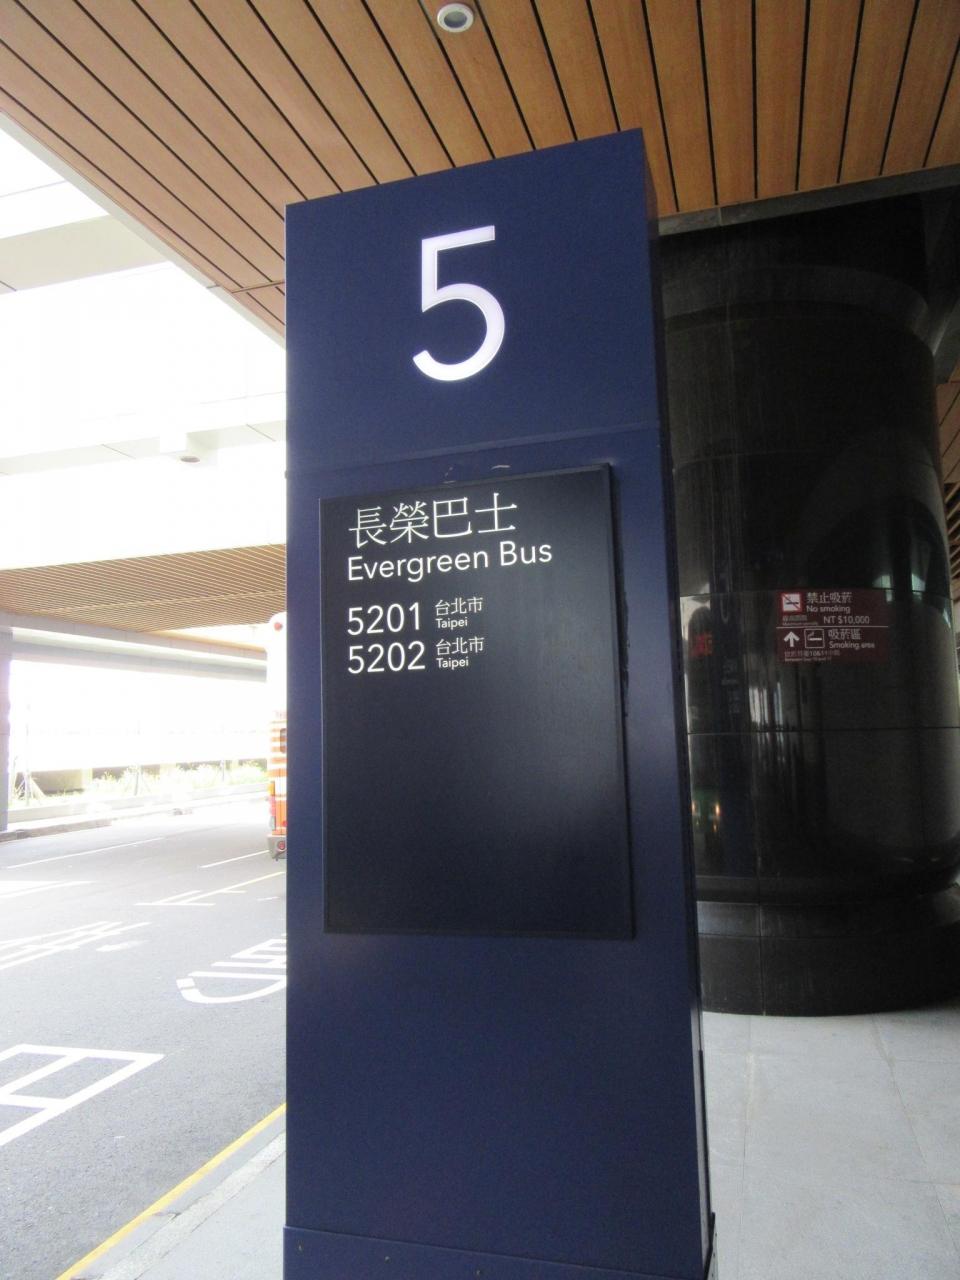 5
長榮巴士
Evergreen Bus
5201 台北市
Taipei
5202 台北市
Taipei
禁止吸菸
No smoking
NT $10,000
吸菸區
Smoking area